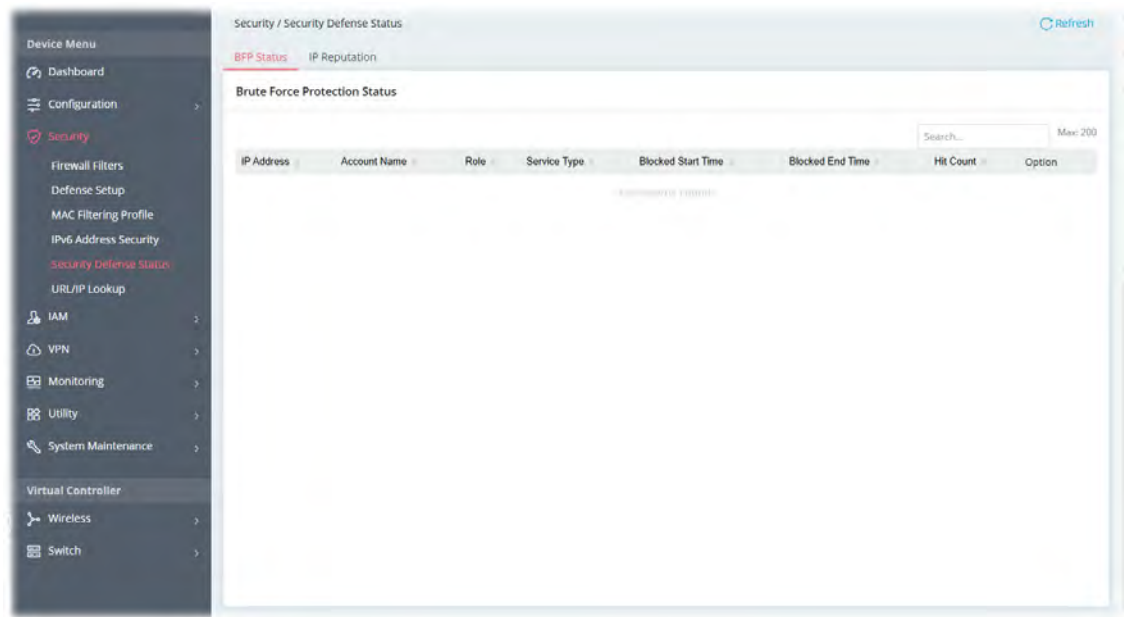 Security / Security Defense Status
Refresh
Device Menu
BFP Status IP Reputation
Dashboard
Brute Force Protection Status
Configuration
Security
Search... Max: 200
IP Address Account Name Role Service Type Blocked Start Time Blocked End Time Hit Count Option
Firewall Filters
Defense Setup
MAC Filtering Profile
IPv6 Address Security
Security Defense Status
URL/IP Lookup
IAM
VPN
Monitoring
Utility
System Maintenance
Virtual Controller
Wireless
Switch